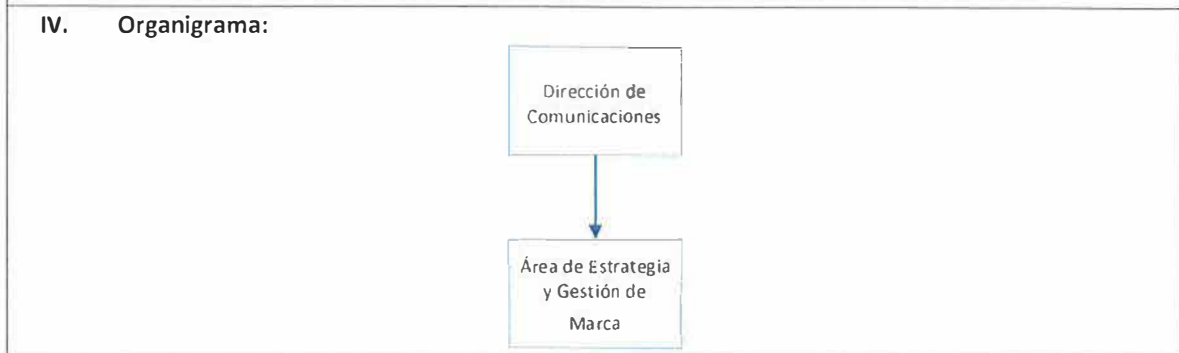 IV. Organigrama:
Dirección de
Comunicaciones
Área de Estrategia
y Gestión de
Marca